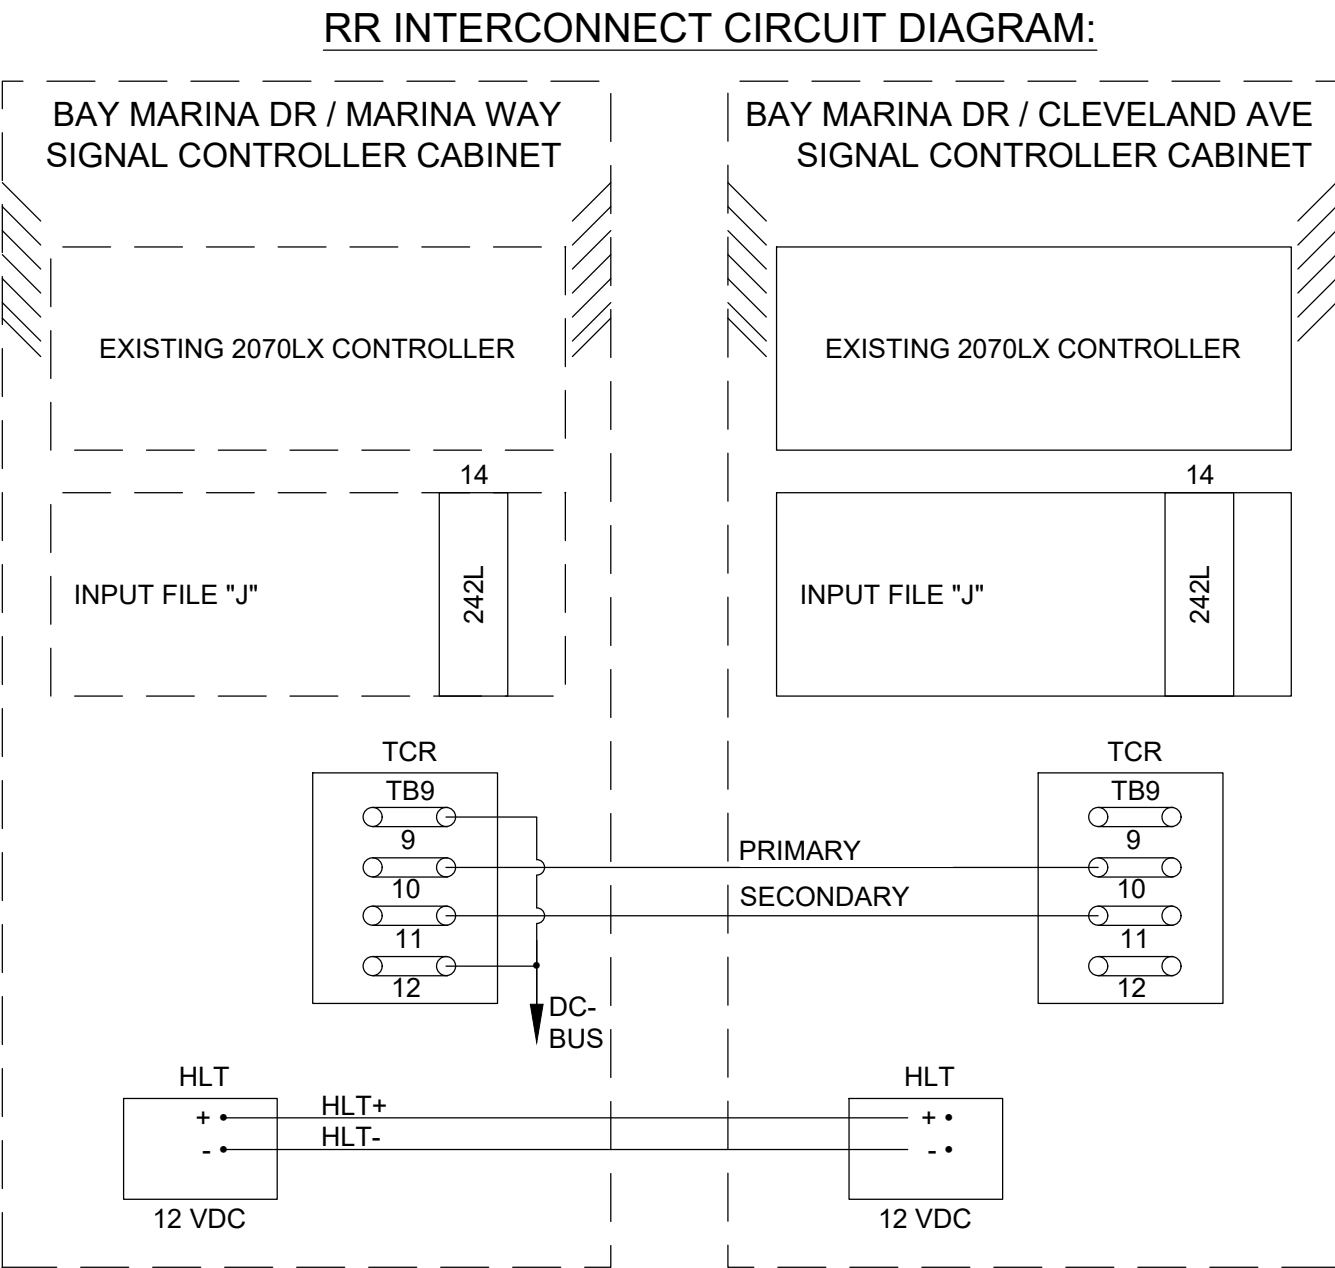 RR INTERCONNECT CIRCUIT DIAGRAM:
BAY MARINA DR / MARINA WAY
SIGNAL CONTROLLER CABINET
EXISTING 2070LX CONTROLLER
14
INPUT FILE "J"
242L
TCR
TB9
9
10
11
12
DC-
BUS
HLT
+
-
HLT+
HLT-
12 VDC
PRIMARY
SECONDARY
BAY MARINA DR / CLEVELAND AVE
SIGNAL CONTROLLER CABINET
EXISTING 2070LX CONTROLLER
14
INPUT FILE "J"
242L
TCR
TB9
9
10
11
12
HLT
+
-
12 VDC